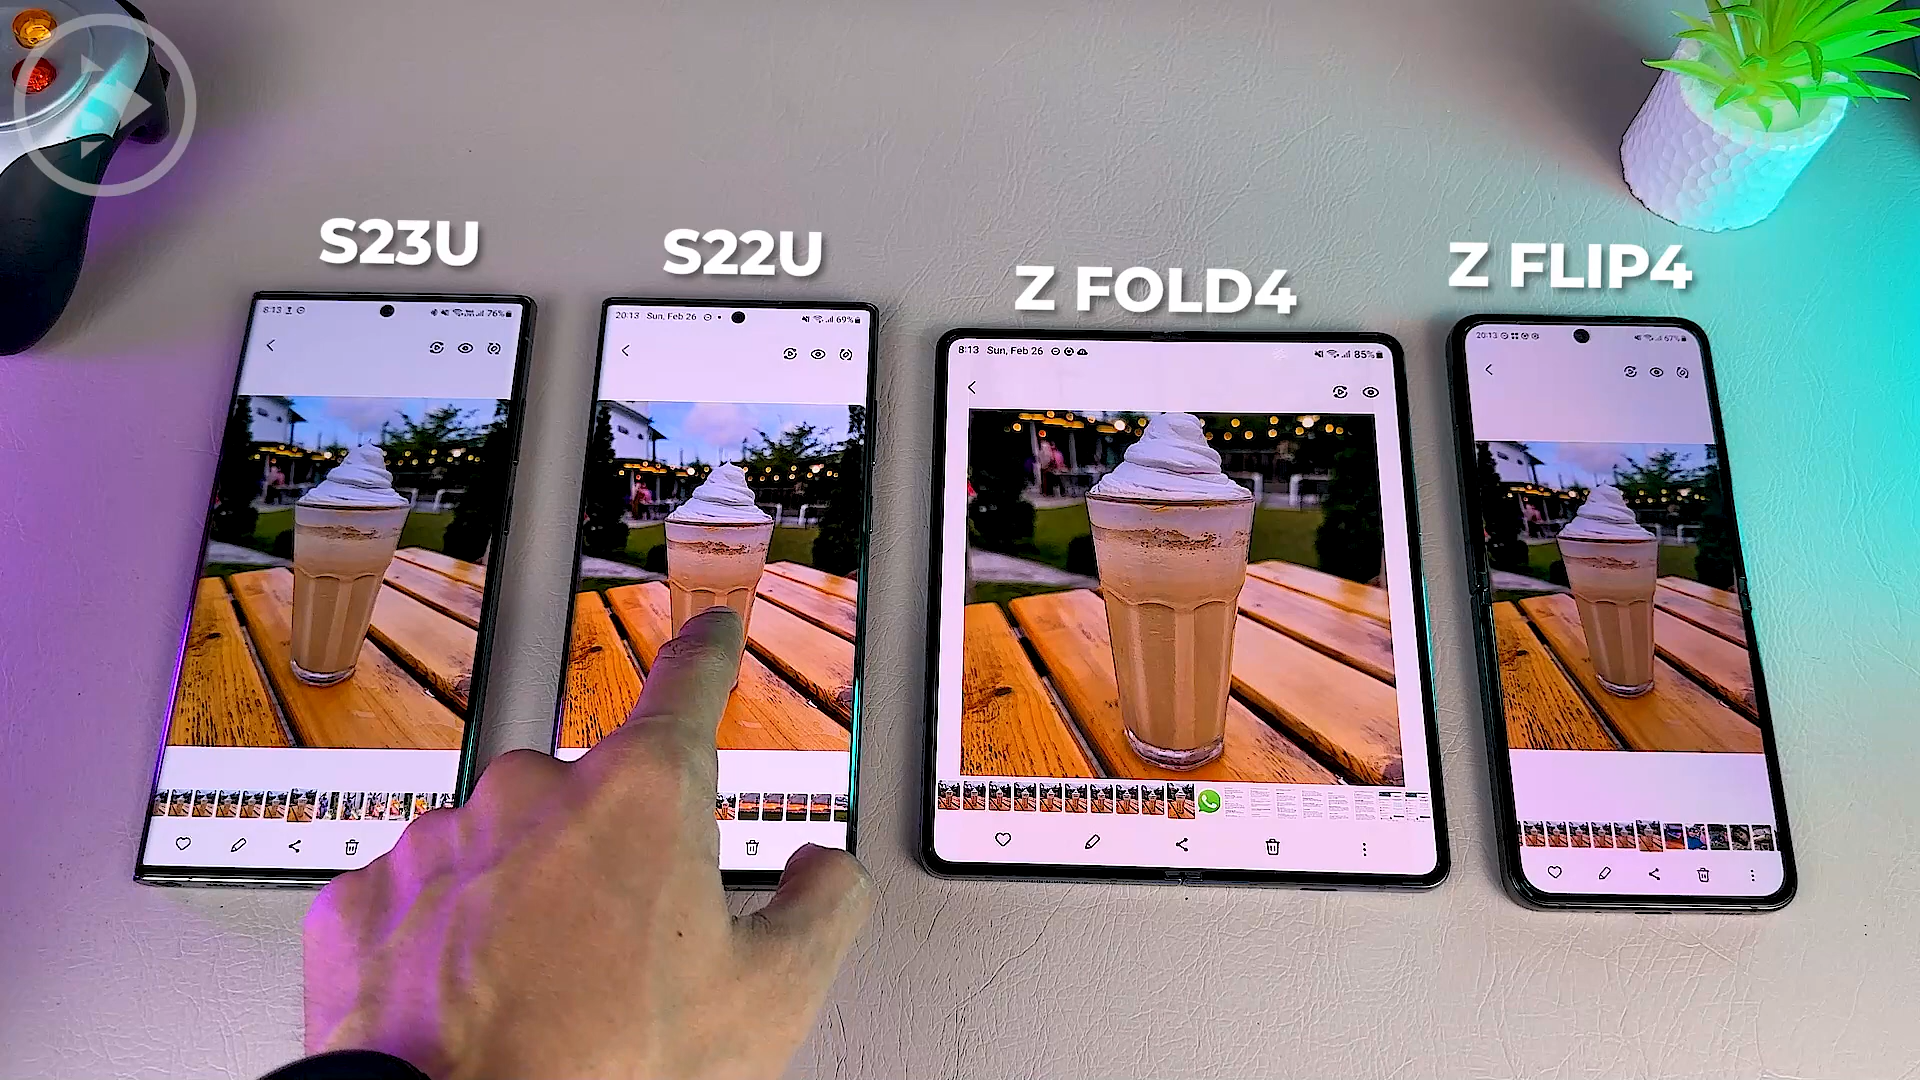 S23U
S22U
Z FOLD4
Z FLIP4
8:13
76%
20:13 Sun, Feb 26
69%
8:13 Sun, Feb 26
85%
20:13
67%